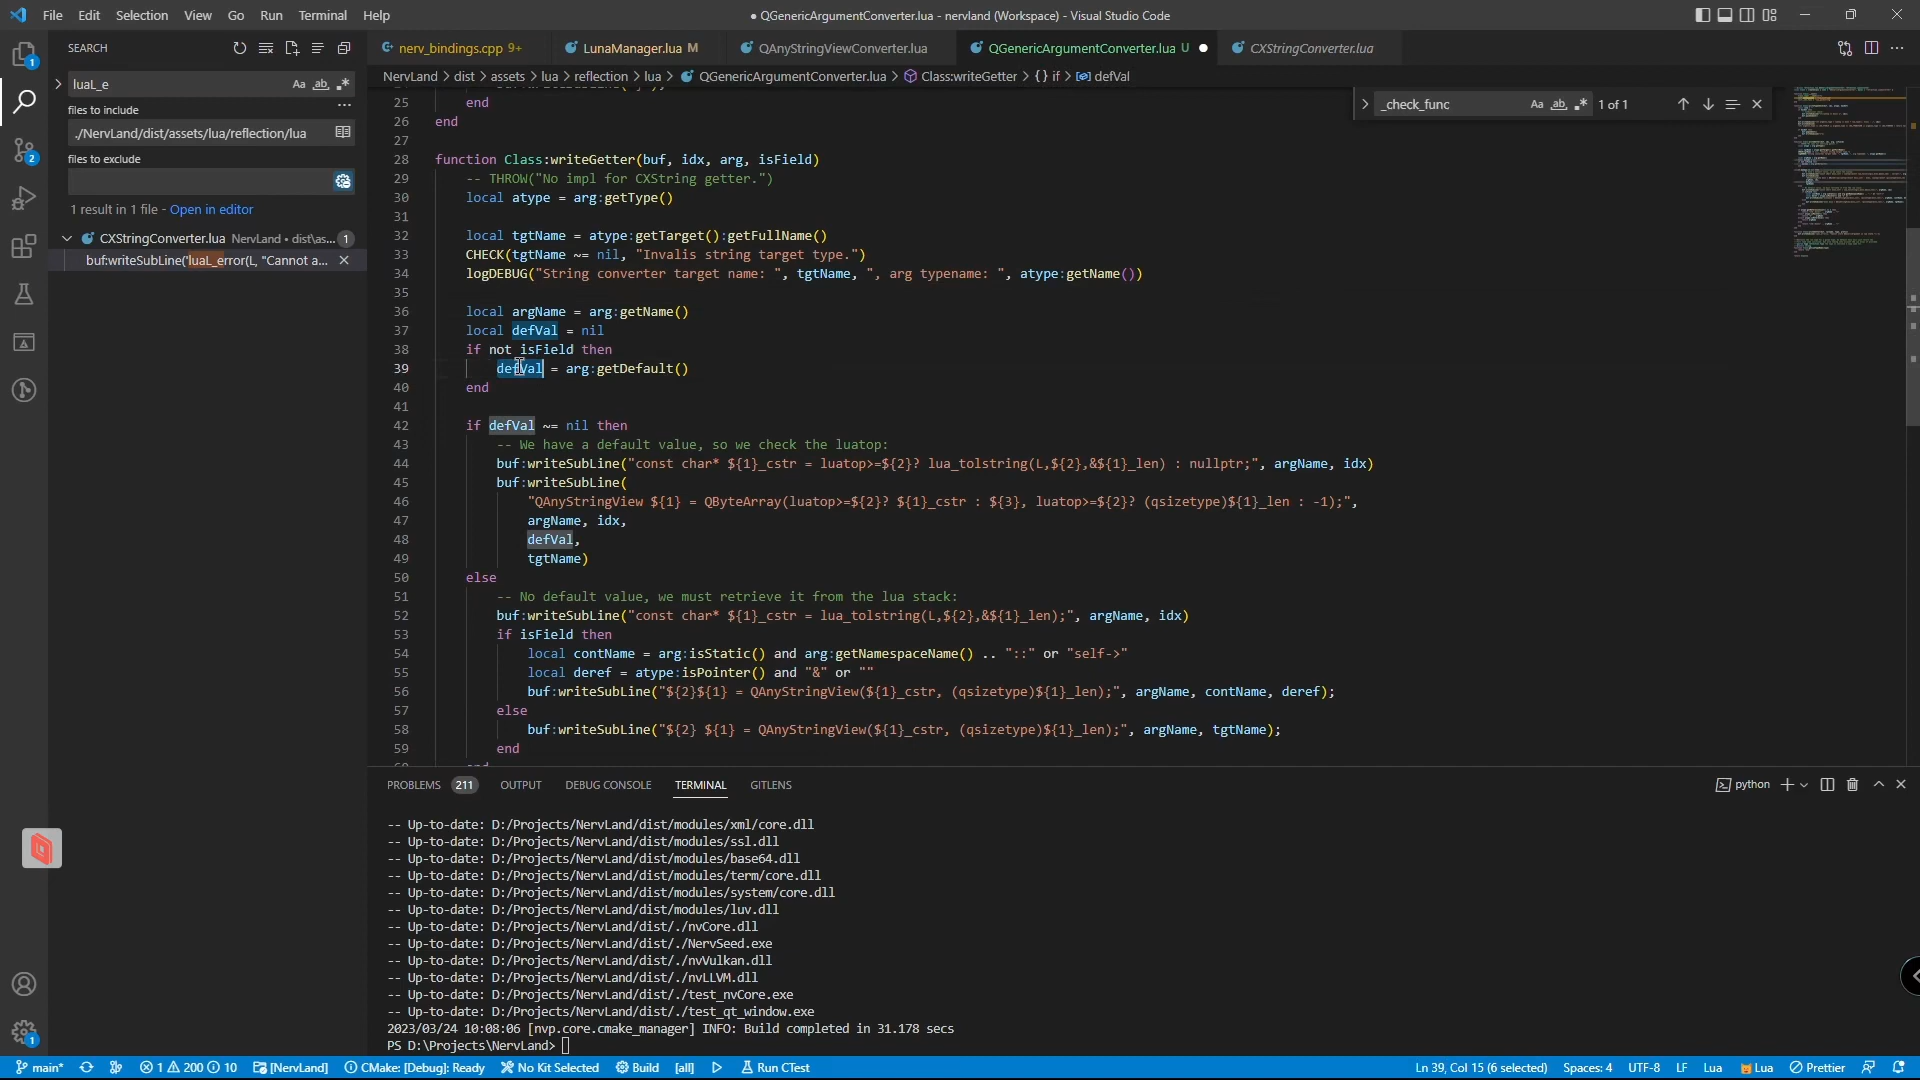 File Edit Selection View Go Run Terminal Help
● QGenericArgumentConverter.lua - nervland (Workspace) - Visual Studio Code
SEARCH
nerv_bindings.cpp 9+
LunaManager.lua M
QAnyStringViewConverter.lua
QGenericArgumentConverter.lua U ●
CXStringConverter.lua
luaL_e
Aa ab .*
files to include
./NervLand/dist/assets/lua/reflection/lua
files to exclude
1 result in 1 file - Open in editor
CXStringConverter.lua NervLand • dist\as... 1
buf:writeSubLine('luaL_error(L, "Cannot a...
NervLand > dist > assets > lua > reflection > lua > QGenericArgumentConverter.lua > Class:writeGetter > {} if > defVal
_check_func Aa ab .* 1 of 1
25 end
26 end
27
28 function Class:writeGetter(buf, idx, arg, isField)
29 -- THROW("No impl for CXString getter.")
30 local atype = arg:getType()
31
32 local tgtName = atype:getTarget():getFullName()
33 CHECK(tgtName ~= nil, "Invalis string target type.")
34 logDEBUG("String converter target name: ", tgtName, ", arg typename: ", atype:getName())
35
36 local argName = arg:getName()
37 local defVal = nil
38 if not isField then
39 defVal = arg:getDefault()
40 end
41
42 if defVal ~= nil then
43 -- We have a default value, so we check the luatop:
44 buf:writeSubLine("const char* ${1}_cstr = luatop>=${2}? lua_tolstring(L,${2},&${1}_len) : nullptr;", argName, idx)
45 buf:writeSubLine(
46 "QAnyStringView ${1} = QByteArray(luatop>=${2}? ${1}_cstr : ${3}, luatop>=${2}? (qsizetype)${1}_len : -1);",
47 argName, idx,
48 defVal,
49 tgtName)
50 else
51 -- No default value, we must retrieve it from the lua stack:
52 buf:writeSubLine("const char* ${1}_cstr = lua_tolstring(L,${2},&${1}_len);", argName, idx)
53 if isField then
54 local contName = arg:isStatic() and arg:getNamespaceName() .. "::" or "self->"
55 local deref = atype:isPointer() and "&" or ""
56 buf:writeSubLine("${2}${1} = QAnyStringView(${1}_cstr, (qsizetype)${1}_len);", argName, contName, deref);
57 else
58 buf:writeSubLine("${2} ${1} = QAnyStringView(${1}_cstr, (qsizetype)${1}_len);", argName, tgtName);
59 end
PROBLEMS 211 OUTPUT DEBUG CONSOLE TERMINAL GITLENS
python
-- Up-to-date: D:/Projects/NervLand/dist/modules/xml/core.dll
-- Up-to-date: D:/Projects/NervLand/dist/modules/ssl.dll
-- Up-to-date: D:/Projects/NervLand/dist/modules/base64.dll
-- Up-to-date: D:/Projects/NervLand/dist/modules/term/core.dll
-- Up-to-date: D:/Projects/NervLand/dist/modules/system/core.dll
-- Up-to-date: D:/Projects/NervLand/dist/modules/luv.dll
-- Up-to-date: D:/Projects/NervLand/dist/./nvCore.dll
-- Up-to-date: D:/Projects/NervLand/dist/./NervSeed.exe
-- Up-to-date: D:/Projects/NervLand/dist/./nvVulkan.dll
-- Up-to-date: D:/Projects/NervLand/dist/./nvLLVM.dll
-- Up-to-date: D:/Projects/NervLand/dist/./test_nvCore.exe
-- Up-to-date: D:/Projects/NervLand/dist/./test_qt_window.exe
2023/03/24 10:08:06 [nvp.core.cmake_manager] INFO: Build completed in 31.178 secs
PS D:\Projects\NervLand>
main* 1 200 10 [NervLand] CMake: [Debug]: Ready No Kit Selected Build [all] Run CTest
Ln 39, Col 15 (6 selected) Spaces: 4 UTF-8 LF Lua Lua Prettier